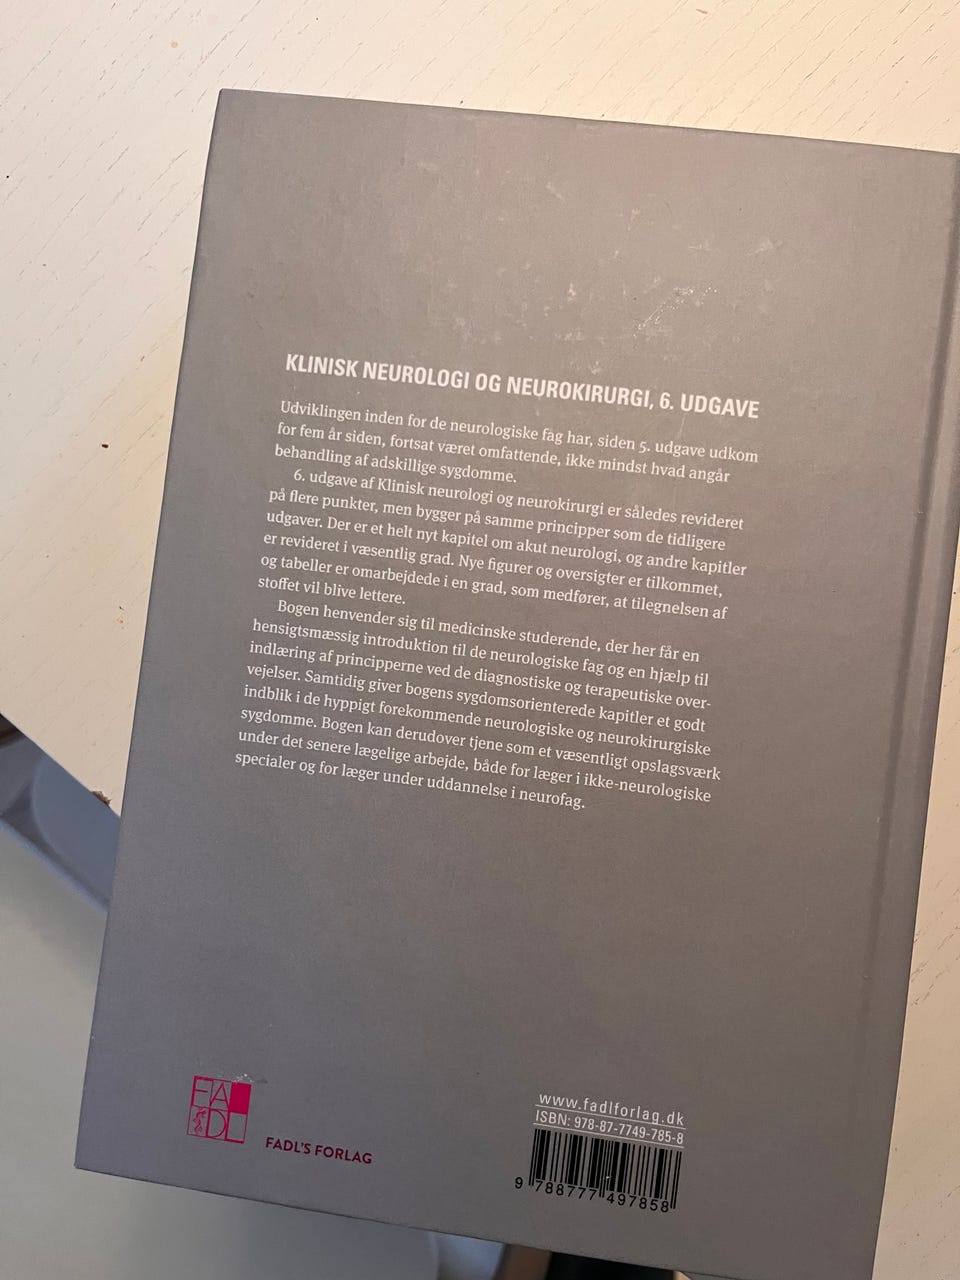 KLINISK NEUROLOGI OG NEUROKIRURGI, 6. UDGAVE
Udviklingen inden for de neurologiske fag har, siden 5. udgave udkom
for fem år siden, fortsat været omfattende, ikke mindst hvad angår
behandling af adskillige sygdomme.
6. udgave af Klinisk neurologi og neurokirurgi er således revideret
på flere punkter, men bygger på samme principper som de tidligere
udgaver. Der er et helt nyt kapitel om akut neurologi, og andre kapitler
er revideret i væsentlig grad. Nye figurer og oversigter er tilkommet,
og tabeller er omarbejdede i en grad, som medfører, at tilegnelsen af
stoffet vil blive lettere.
Bogen henvender sig til medicinske studerende, der her får en
hensigtsmæssig introduktion til de neurologiske fag og en hjælp til
indlæring af principperne ved de diagnostiske og terapeutiske over-
vejelser. Samtidig giver bogens sygdomsorienterede kapitler et godt
indblik i de hyppigt forekommende neurologiske og neurokirurgiske
sygdomme. Bogen kan derudover tjene som et væsentligt opslagsværk
under det senere lægelige arbejde, både for læger i ikke-neurologiske
specialer og for læger under uddannelse i neurofag.
FA
DL
FADL'S FORLAG
www.fadlforlag.dk
ISBN: 978-87-7749-785-8
9 788777 497858